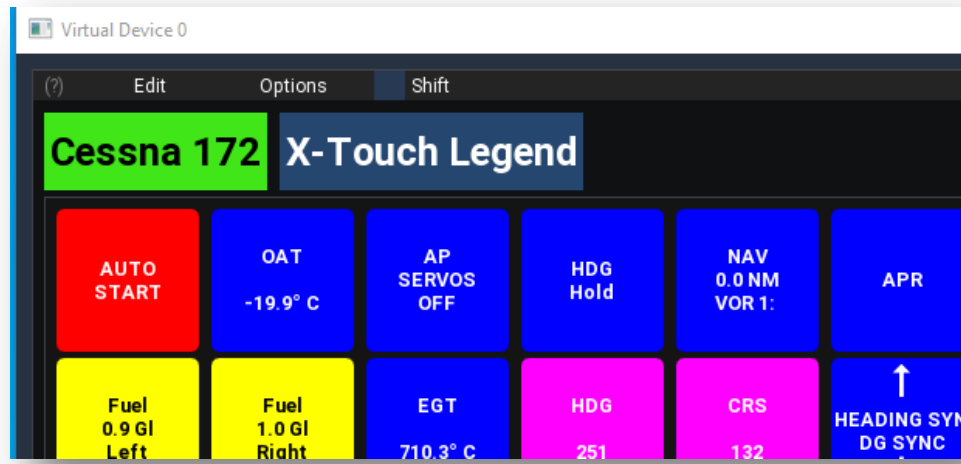 Virtual Device 0
(?) Edit Options Shift
Cessna 172 X-Touch Legend
AUTO
START
OAT
-19.9° C
AP
SERVOS
OFF
HDG
Hold
NAV
0.0 NM
VOR 1:
APR
Fuel
0.9 Gl
Left
Fuel
1.0 Gl
Right
EGT
710.3° C
HDG
251
CRS
132
↑
HEADING SYN
DG SYNC